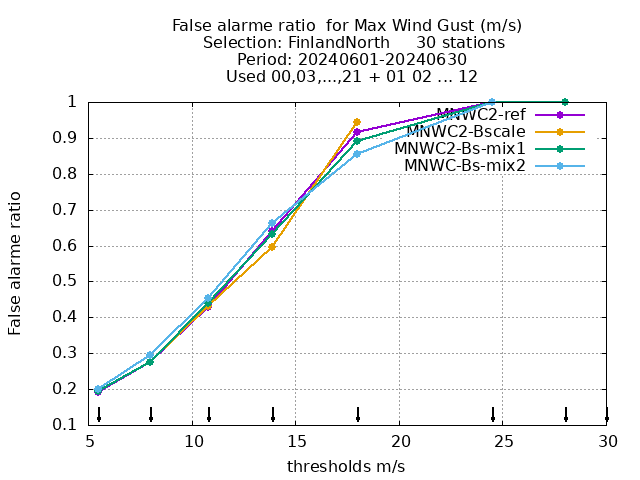 False alarme ratio  for Max Wind Gust (m/s)
Selection: FinlandNorth     30 stations
Period: 20240601-20240630
Used 00,03,...,21 + 01 02 ... 12
1
0.9
0.8
0.7
0.6
0.5
0.4
0.3
0.2
0.1
False alarme ratio
MNWC2-ref
MNWC2-Bscale
MNWC2-Bs-mix1
MNWC-Bs-mix2
5 10 15 20 25 30
thresholds m/s